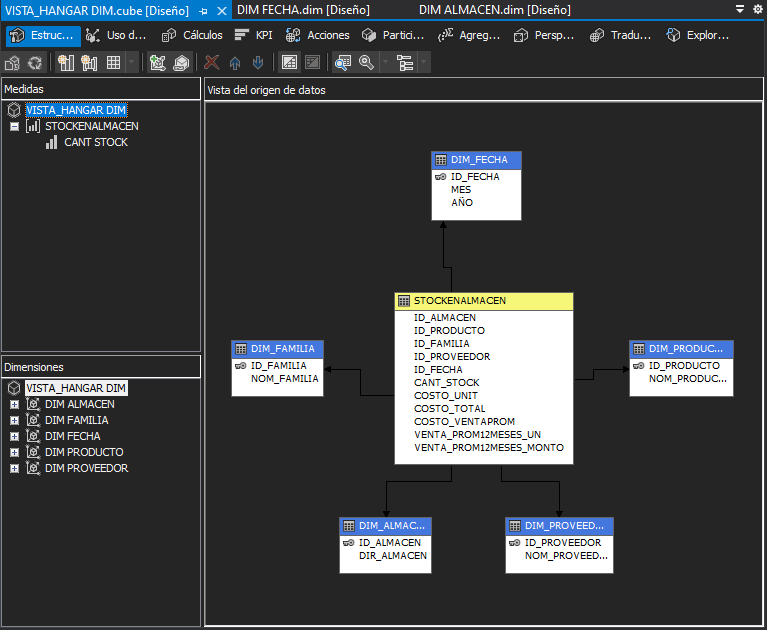 VISTA_HANGAR DIM.cube [Diseño]
DIM FECHA.dim [Diseño]
DIM ALMACEN.dim [Diseño]
Estruc...
Uso d...
Cálculos
KPI
Acciones
Partici...
Agreg...
Persp...
Tradu...
Explor...
Medidas
VISTA_HANGAR DIM
STOCKENALMACEN
CANT STOCK
Dimensiones
VISTA_HANGAR DIM
DIM ALMACEN
DIM FAMILIA
DIM FECHA
DIM PRODUCTO
DIM PROVEEDOR
Vista del origen de datos
DIM_FECHA
ID_FECHA
MES
AÑO
STOCKENALMACEN
ID_ALMACEN
ID_PRODUCTO
ID_FAMILIA
ID_PROVEEDOR
ID_FECHA
CANT_STOCK
COSTO_UNIT
COSTO_TOTAL
COSTO_VENTAPROM
VENTA_PROM12MESES_UN
VENTA_PROM12MESES_MONTO
DIM_FAMILIA
ID_FAMILIA
NOM_FAMILIA
DIM_PRODUC...
ID_PRODUCTO
NOM_PRODUC...
DIM_ALMAC...
ID_ALMACEN
DIR_ALMACEN
DIM_PROVEED...
ID_PROVEEDOR
NOM_PROVEED...